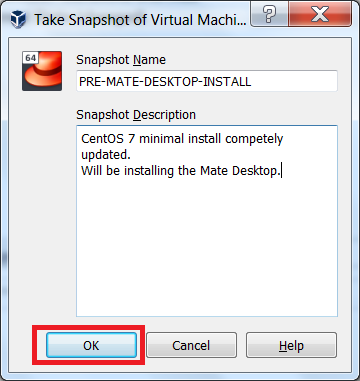 Take Snapshot of Virtual Machi...
64
Snapshot Name
PRE-MATE-DESKTOP-INSTALL
Snapshot Description
CentOS 7 minimal install competely
updated.
Will be installing the Mate Desktop.
OK
Cancel
Help